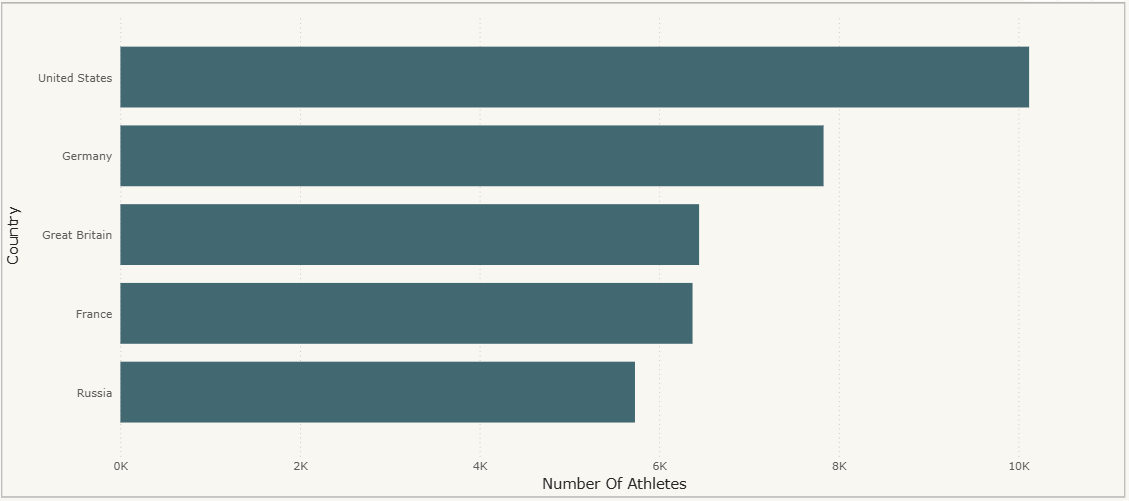 Country
United States
Germany
Great Britain
France
Russia
0K 2K 4K 6K 8K 10K
Number Of Athletes